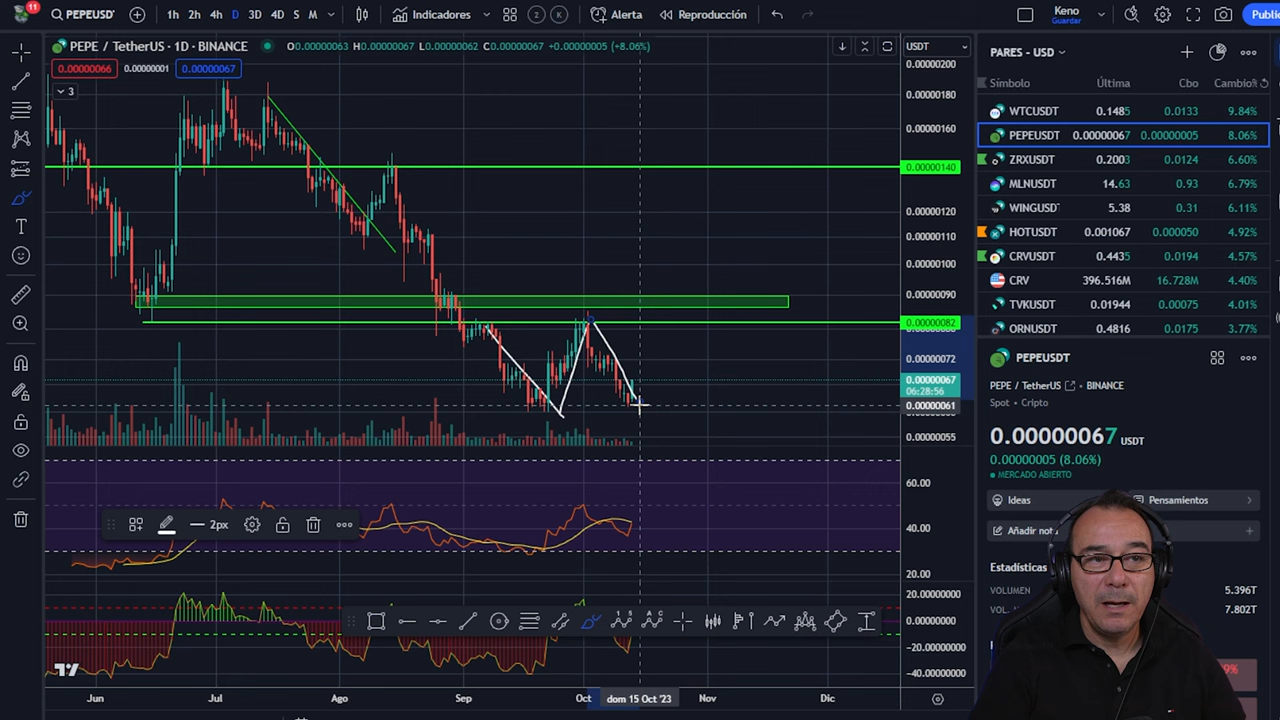 11
PEPEUSD'
1h 2h 4h D 3D 4D S M
Indicadores
2 K
Alerta
Reproducción
Keno
Guardar
Public
PEPE / TetherUS · 1D · BINANCE
O0.00000063 H0.00000067 L0.00000062 C0.00000067 +0.00000005 (+8.06%)
0.00000066 0.00000001 0.00000067
3
USDT
0.00000200
0.00000180
0.00000160
0.00000140
0.00000120
0.00000110
0.00000100
0.00000090
0.00000082
0.00000072
0.00000067
06:28:56
0.00000061
0.00000055
60.00
40.00
20.00
20.00000000
0.00000000
−20.00000000
−40.00000000
2px
Jun Jul Ago Sep Oct dom 15 Oct '23 Nov Dic
PARES - USD
Símbolo Última Cbo Cambio%
WTCUSDT 0.1485 0.0133 9.84%
PEPEUSDT 0.00000067 0.00000005 8.06%
ZRXUSDT 0.2003 0.0124 6.60%
MLNUSDT 14.63 0.93 6.79%
WINGUSDT 5.38 0.31 6.11%
HOTUSDT 0.001067 0.000050 4.92%
CRVUSDT 0.4435 0.0194 4.57%
CRV 396.516M 16.728M 4.40%
TVKUSDT 0.01944 0.00075 4.01%
ORNUSDT 0.4816 0.0175 3.77%
PEPEUSDT
PEPE / TetherUS BINANCE
Spot • Cripto
0.00000067 USDT
0.00000005 (8.06%)
MERCADO ABIERTO
Ideas Pensamientos
Añadir not
Estadísticas
VOLUMEN 5.396T
VOL. 7.802T
9%